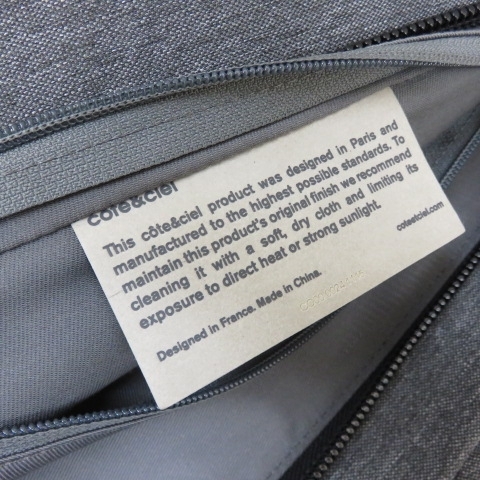 côte&ciel
This côte&ciel product was designed in Paris and
manufactured to the highest possible standards. To
maintain this product's original finish we recommend
cleaning it with a soft, dry cloth and limiting its
exposure to direct heat or strong sunlight.
Designed in France. Made in China.
coteetciel.com